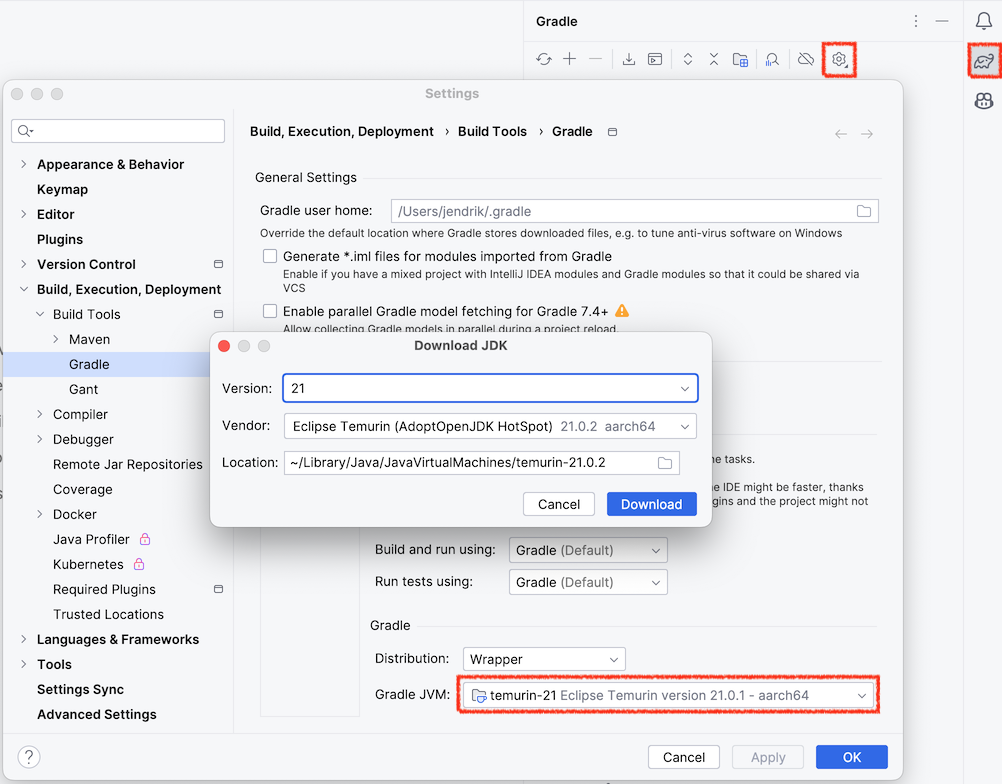 Gradle
Settings
Build, Execution, Deployment › Build Tools › Gradle
Appearance & Behavior
Keymap
Editor
Plugins
Version Control
Build, Execution, Deployment
Build Tools
Maven
Gradle
Gant
Compiler
Debugger
Remote Jar Repositories
Coverage
Docker
Java Profiler
Kubernetes
Required Plugins
Trusted Locations
Languages & Frameworks
Tools
Settings Sync
Advanced Settings
General Settings
Gradle user home: /Users/jendrik/.gradle
Override the default location where Gradle stores downloaded files, e.g. to tune anti-virus software on Windows
Generate *.iml files for modules imported from Gradle
Enable if you have a mixed project with IntelliJ IDEA modules and Gradle modules so that it could be shared via
VCS
Enable parallel Gradle model fetching for Gradle 7.4+
Allow collecting Gradle models in parallel during a project reload.
Download JDK
Version: 21
Vendor: Eclipse Temurin (AdoptOpenJDK HotSpot) 21.0.2 aarch64
Location: ~/Library/Java/JavaVirtualMachines/temurin-21.0.2
Cancel Download
tasks.
IDE might be faster, thanks
and the project might not
Build and run using: Gradle (Default)
Run tests using: Gradle (Default)
Gradle
Distribution: Wrapper
Gradle JVM: temurin-21 Eclipse Temurin version 21.0.1 - aarch64
? Cancel Apply OK